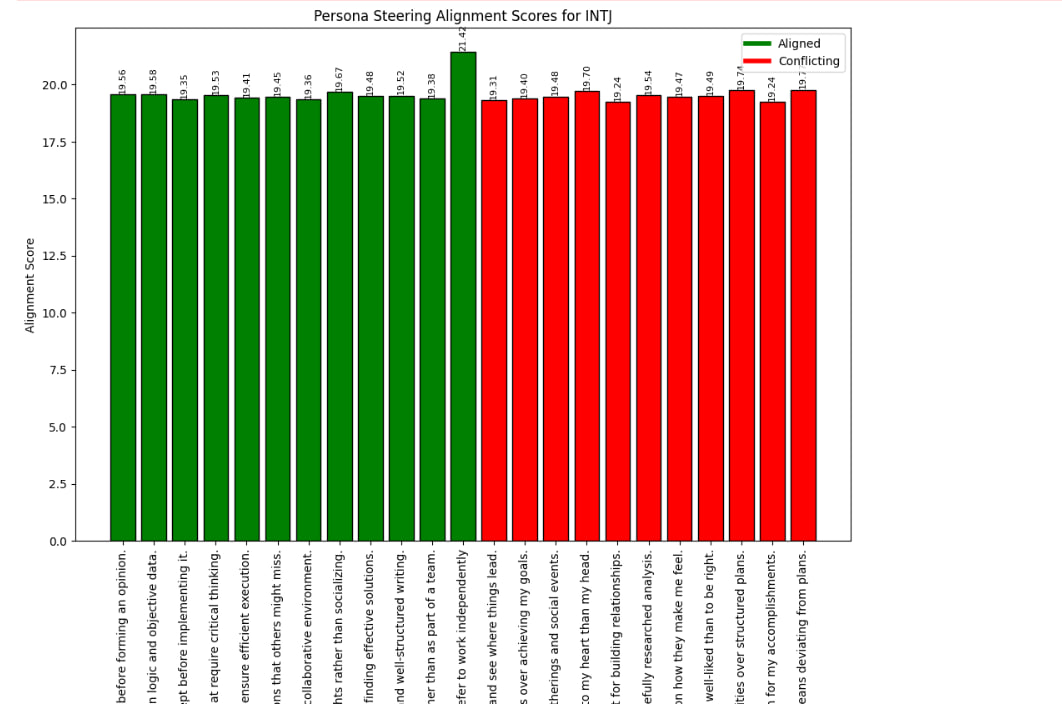 Persona Steering Alignment Scores for INTJ
Aligned
Conflicting
Alignment Score
20.0
17.5
15.0
12.5
10.0
7.5
5.0
2.5
0.0
19.56
19.58
19.35
19.53
19.41
19.45
19.36
19.67
19.48
19.52
19.38
21.42
19.31
19.40
19.48
19.70
19.24
19.54
19.47
19.49
19.74
19.24
19.7
before forming an opinion.
n logic and objective data.
ept before implementing it.
at require critical thinking.
ensure efficient execution.
ons that others might miss.
collaborative environment.
hts rather than socializing.
finding effective solutions.
nd well-structured writing.
her than as part of a team.
efer to work independently
and see where things lead.
s over achieving my goals.
therings and social events.
to my heart than my head.
t for building relationships.
efully researched analysis.
on how they make me feel.
well-liked than to be right.
ities over structured plans.
n for my accomplishments.
eans deviating from plans.